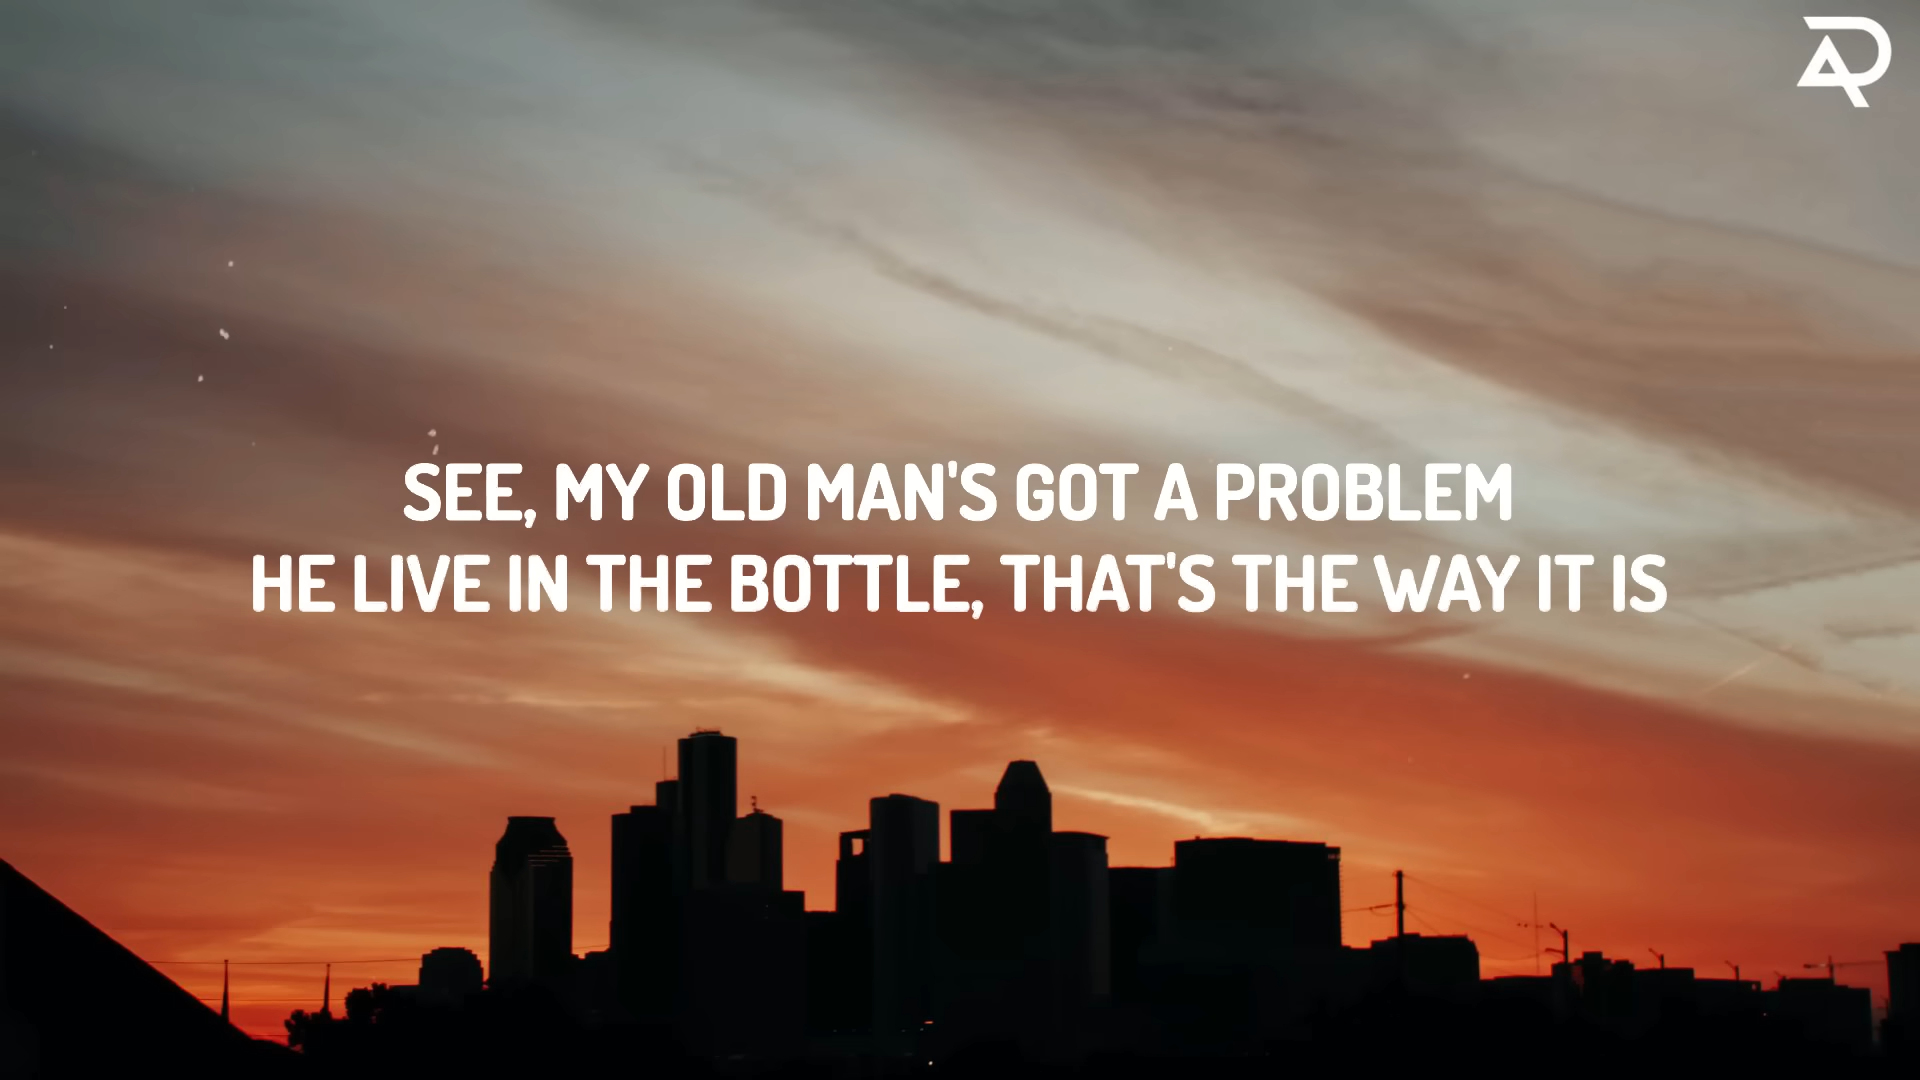 SEE, MY OLD MAN'S GOT A PROBLEM
HE LIVE IN THE BOTTLE, THAT'S THE WAY IT IS